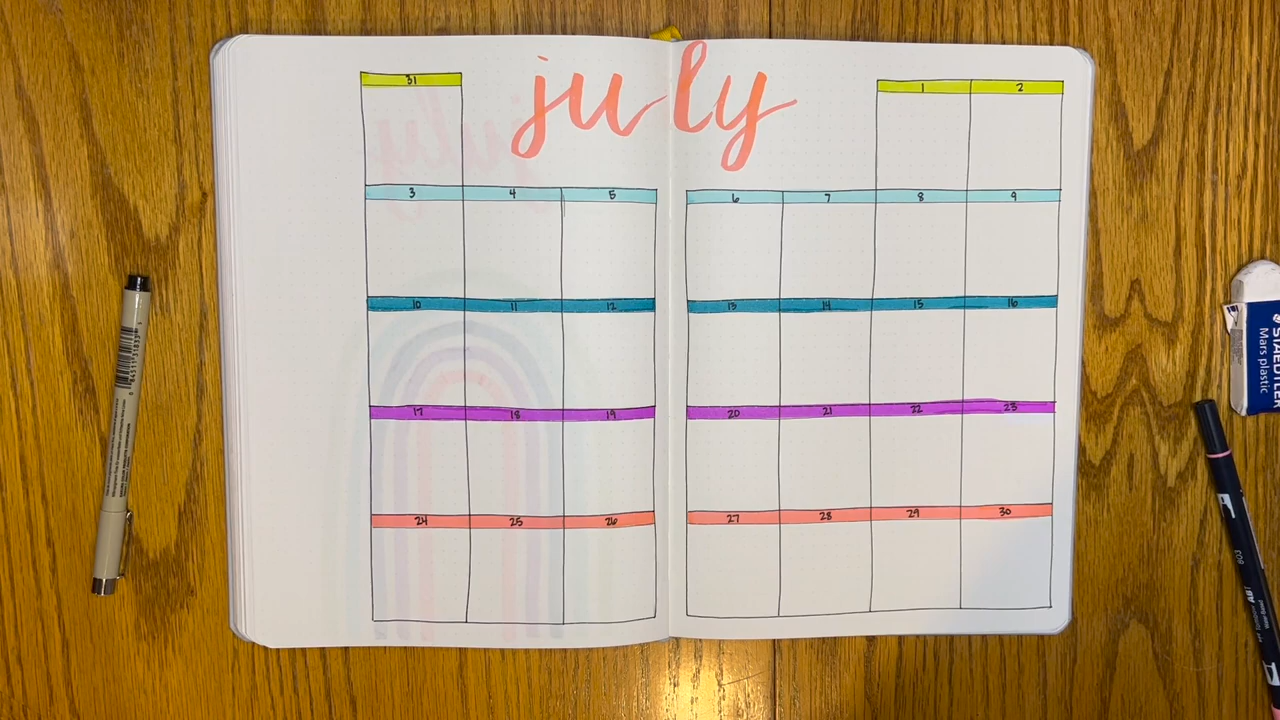 july
31 1 2
3 4 5 6 7 8 9
10 11 12 13 14 15 16
17 18 19 20 21 22 23
24 25 26 27 28 29 30
STAEDTLER
Mars plastic
603